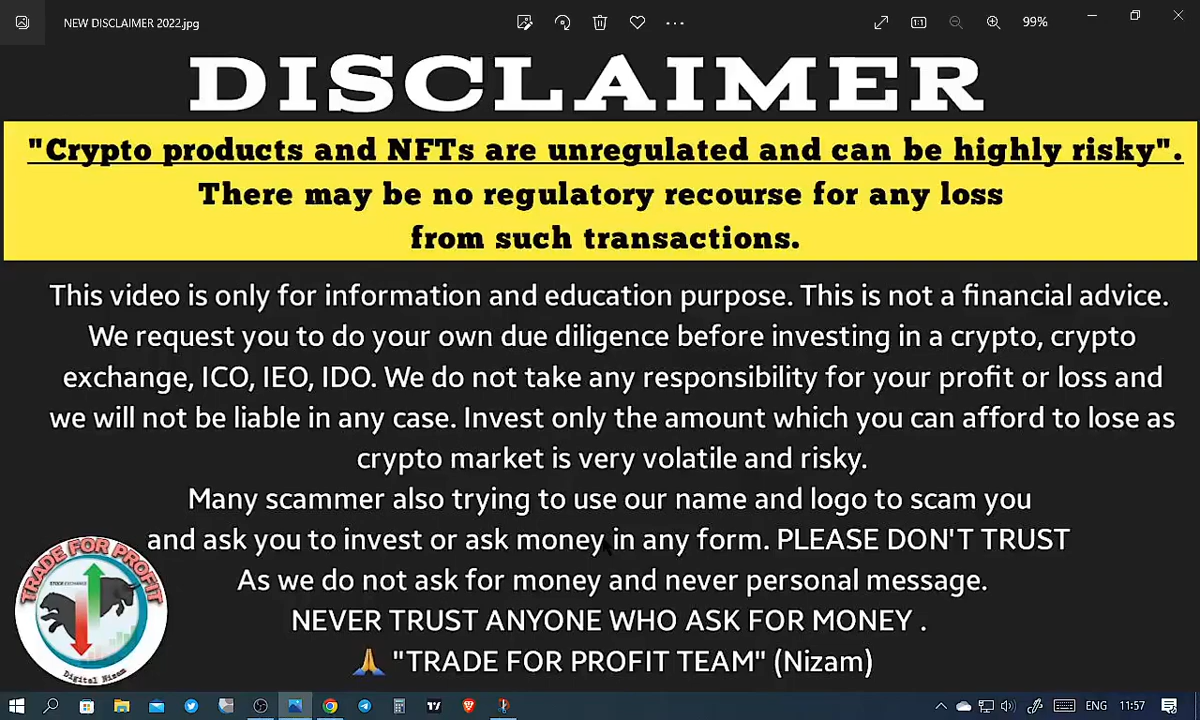 NEW DISCLAIMER 2022.jpg
99%
DISCLAIMER
"Crypto products and NFTs are unregulated and can be highly risky".
There may be no regulatory recourse for any loss
from such transactions.
This video is only for information and education purpose. This is not a financial advice.
We request you to do your own due diligence before investing in a crypto, crypto
exchange, ICO, IEO, IDO. We do not take any responsibility for your profit or loss and
we will not be liable in any case. Invest only the amount which you can afford to lose as
crypto market is very volatile and risky.
Many scammer also trying to use our name and logo to scam you
and ask you to invest or ask money in any form. PLEASE DON'T TRUST
As we do not ask for money and never personal message.
NEVER TRUST ANYONE WHO ASK FOR MONEY .
🙏 "TRADE FOR PROFIT TEAM" (Nizam)
TRADE FOR PROFIT
STOCK EXCHANGE
Digital Nizam
ENG
11:57